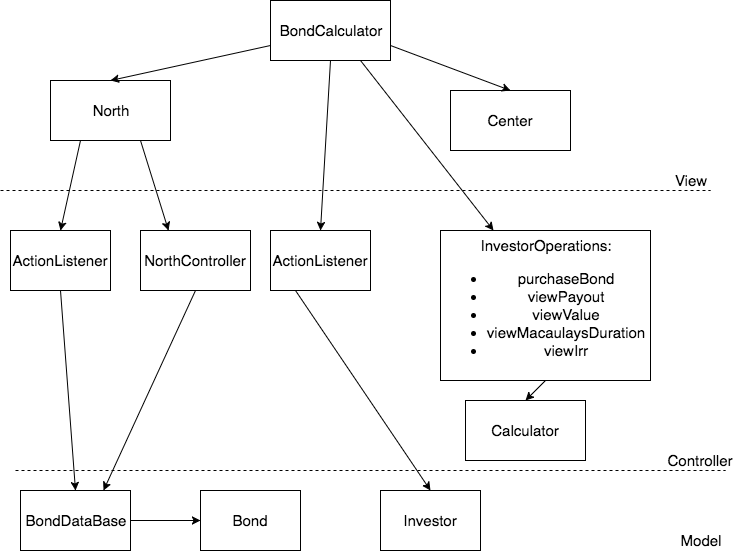 BondCalculator
North
Center
View
ActionListener
NorthController
ActionListener
InvestorOperations:
• purchaseBond
• viewPayout
• viewValue
• viewMacaulaysDuration
• viewIrr
Calculator
Controller
BondDataBase
Bond
Investor
Model